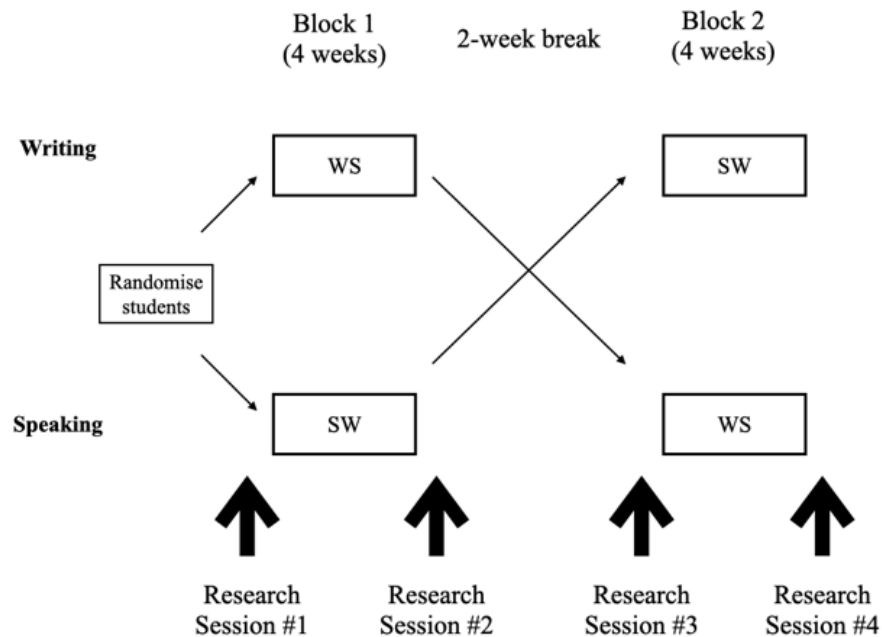 Block 1
(4 weeks)
2-week break
Block 2
(4 weeks)
Writing
WS
SW
Randomise
students
Speaking
SW
WS
Research
Session #1
Research
Session #2
Research
Session #3
Research
Session #4